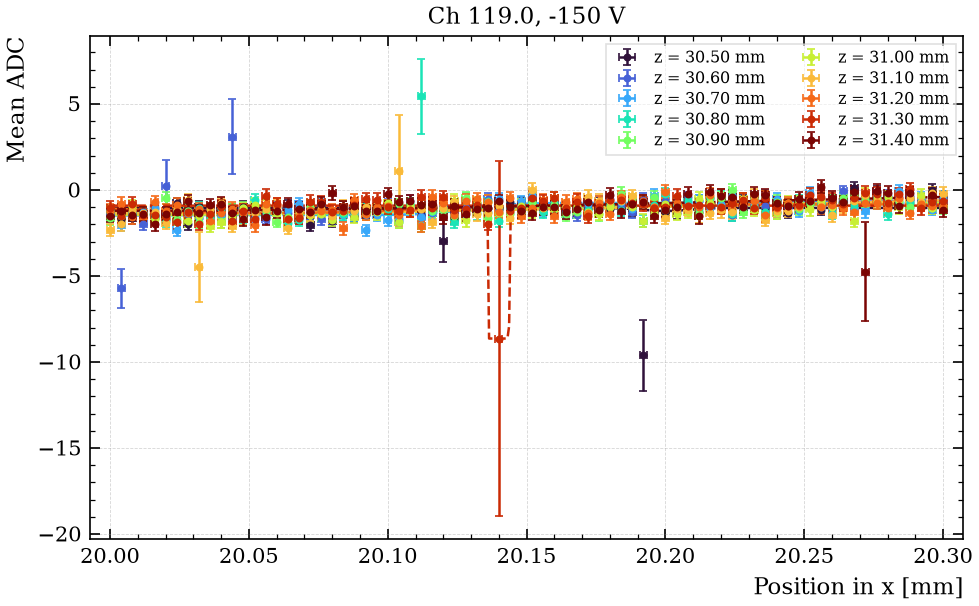 Ch 119.0, -150 V
Mean ADC
z = 30.50 mm
z = 30.60 mm
z = 30.70 mm
z = 30.80 mm
z = 30.90 mm
z = 31.00 mm
z = 31.10 mm
z = 31.20 mm
z = 31.30 mm
z = 31.40 mm
5
0
−5
−10
−15
−20
20.00 20.05 20.10 20.15 20.20 20.25 20.30
Position in x [mm]